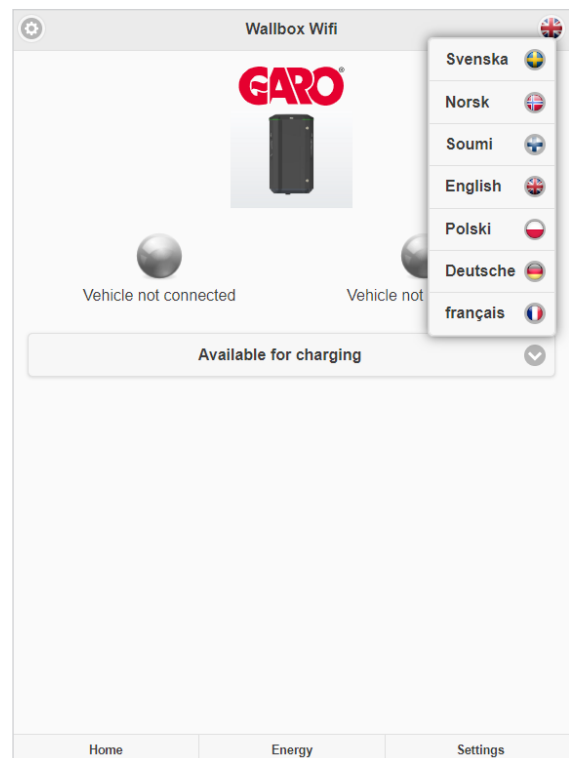 Wallbox Wifi
GARO
Svenska
Norsk
Soumi
English
Polski
Deutsche
français
Vehicle not connected
Vehicle not
Available for charging
Home
Energy
Settings